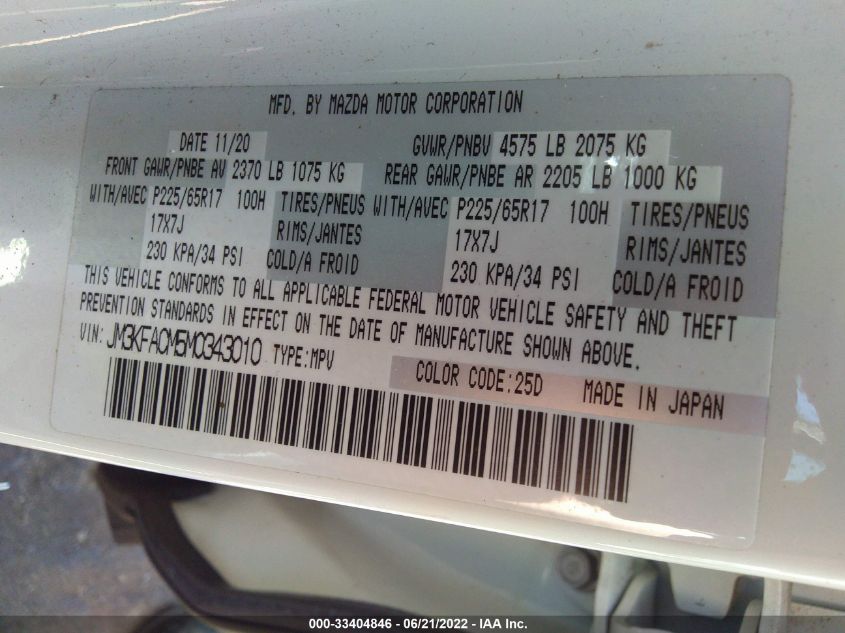 MFD. BY MAZDA MOTOR CORPORATION
DATE 11/20 GVWR/PNBV 4575 LB 2075 KG
FRONT GAWR/PNBE AV 2370 LB 1075 KG REAR GAWR/PNBE AR 2205 LB 1000 KG
WITH/AVEC P225/65R17 100H TIRES/PNEUS WITH/AVEC P225/65R17 100H TIRES/PNEUS
17X7J RIMS/JANTES 17X7J RIMS/JANTES
230 KPA/34 PSI COLD/A FROID 230 KPA/34 PSI COLD/A FROID
THIS VEHICLE CONFORMS TO ALL APPLICABLE FEDERAL MOTOR VEHICLE SAFETY AND THEFT
PREVENTION STANDARDS IN EFFECT ON THE DATE OF MANUFACTURE SHOWN ABOVE.
VIN: JM3KFACM5M0343010 TYPE:MPV
COLOR CODE:25D MADE IN JAPAN
000-33404846 - 06/21/2022 - IAA Inc.